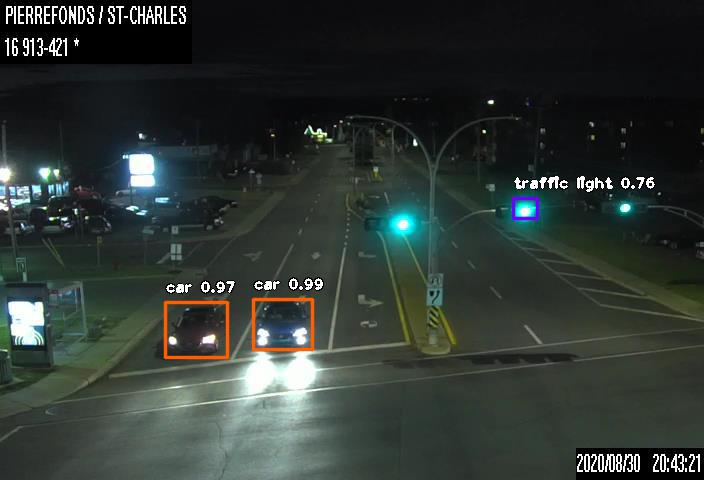 PIERREFONDS / ST-CHARLES
16 913-421 *
traffic light 0.76
car 0.97
car 0.99
2020/08/30 20:43:21